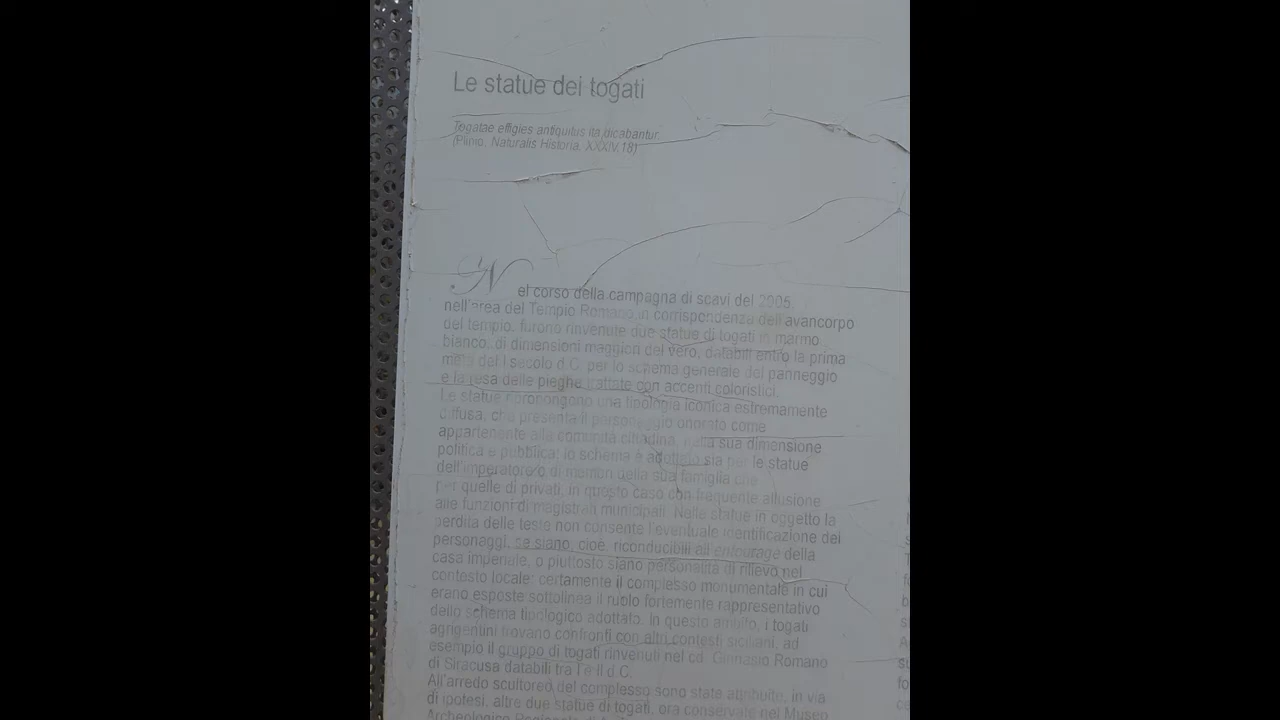 Le statue dei togati
Togatae effigies antiquitus ita dicabantur.
(Plinio, Naturalis Historia, XXXIV.18)
Nel corso della campagna di scavi del 2005,
nell'area del Tempio Romano in corrispondenza dell'avancorpo
del tempio, furono rinvenute due statue di togati in marmo
bianco, di dimensioni maggiori del vero, databili entro la prima
metà del I secolo d.C. per lo schema generale del panneggio
e la resa delle pieghe trattate con accenti coloristici.
Le statue ripropongono una tipologia iconica estremamente
diffusa, che presenta il personaggio onorato come
appartenente alla comunità cittadina, nella sua dimensione
politica e pubblica: lo schema è adottato sia per le statue
dell'imperatore o di membri della sua famiglia che
per quelle di privati, in questo caso con frequente allusione
alle funzioni di magistrati municipali. Nelle statue in oggetto la
perdita delle teste non consente l'eventuale identificazione dei
personaggi, se siano, cioè, riconducibili all'entourage della
casa imperiale, o piuttosto siano personalità di rilievo nel
contesto locale: certamente il complesso monumentale in cui
erano esposte sottolinea il ruolo fortemente rappresentativo
dello schema tipologico adottato. In questo ambito, i togati
agrigentini trovano confronti con altri contesti siciliani, ad
esempio il gruppo di togati rinvenuti nel cd. Ginnasio Romano
di Siracusa databili tra I e II d.C.
All'arredo scultoreo del complesso sono state attribuite, in via
di ipotesi, altre due statue di togati, ora conservate nel Museo
Archeologico Regionale di